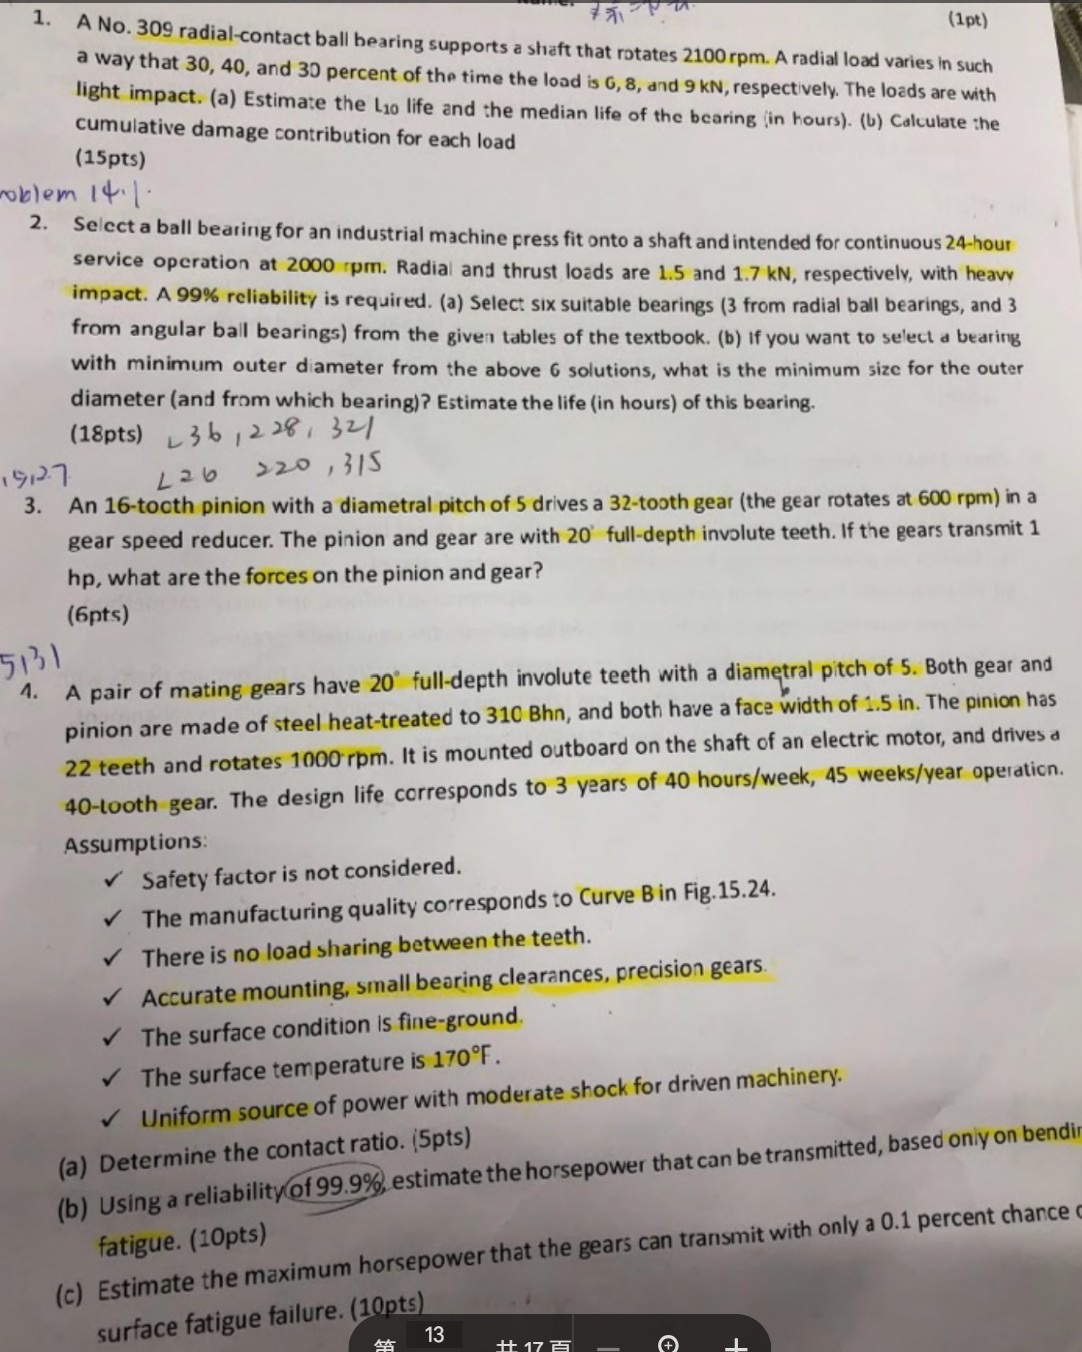 (1pt)
1. A No. 309 radial-contact ball bearing supports a shaft that rotates 2100 rpm. A radial load varies in such
a way that 30, 40, and 30 percent of the time the load is 6, 8, and 9 kN, respectively. The loads are with
light impact. (a) Estimate the L10 life and the median life of the bearing (in hours). (b) Calculate the
cumulative damage contribution for each load
(15pts)
roblem 14.1.
2. Select a ball bearing for an industrial machine press fit onto a shaft and intended for continuous 24-hour
service operation at 2000 rpm. Radial and thrust loads are 1.5 and 1.7 kN, respectively, with heavy
impact. A 99% reliability is required. (a) Select six suitable bearings (3 from radial ball bearings, and 3
from angular ball bearings) from the given tables of the textbook. (b) If you want to select a bearing
with minimum outer diameter from the above 6 solutions, what is the minimum size for the outer
diameter (and from which bearing)? Estimate the life (in hours) of this bearing.
(18pts) L36, 228, 321
L26 220, 315
15.27
3. An 16-tooth pinion with a diametral pitch of 5 drives a 32-tooth gear (the gear rotates at 600 rpm) in a
gear speed reducer. The pinion and gear are with 20° full-depth involute teeth. If the gears transmit 1
hp, what are the forces on the pinion and gear?
(6pts)
5.31
4. A pair of mating gears have 20° full-depth involute teeth with a diametral pitch of 5. Both gear and
pinion are made of steel heat-treated to 310 Bhn, and both have a face width of 1.5 in. The pinion has
22 teeth and rotates 1000 rpm. It is mounted outboard on the shaft of an electric motor, and drives a
40-tooth gear. The design life corresponds to 3 years of 40 hours/week, 45 weeks/year operation.
Assumptions:
✓ Safety factor is not considered.
✓ The manufacturing quality corresponds to Curve B in Fig.15.24.
✓ There is no load sharing between the teeth.
✓ Accurate mounting, small bearing clearances, precision gears.
✓ The surface condition is fine-ground.
✓ The surface temperature is 170°F.
✓ Uniform source of power with moderate shock for driven machinery.
(a) Determine the contact ratio. (5pts)
(b) Using a reliability of 99.9%, estimate the horsepower that can be transmitted, based only on bendin
fatigue. (10pts)
(c) Estimate the maximum horsepower that the gears can transmit with only a 0.1 percent chance o
surface fatigue failure. (10pts)
第 13 共 17 頁 — +